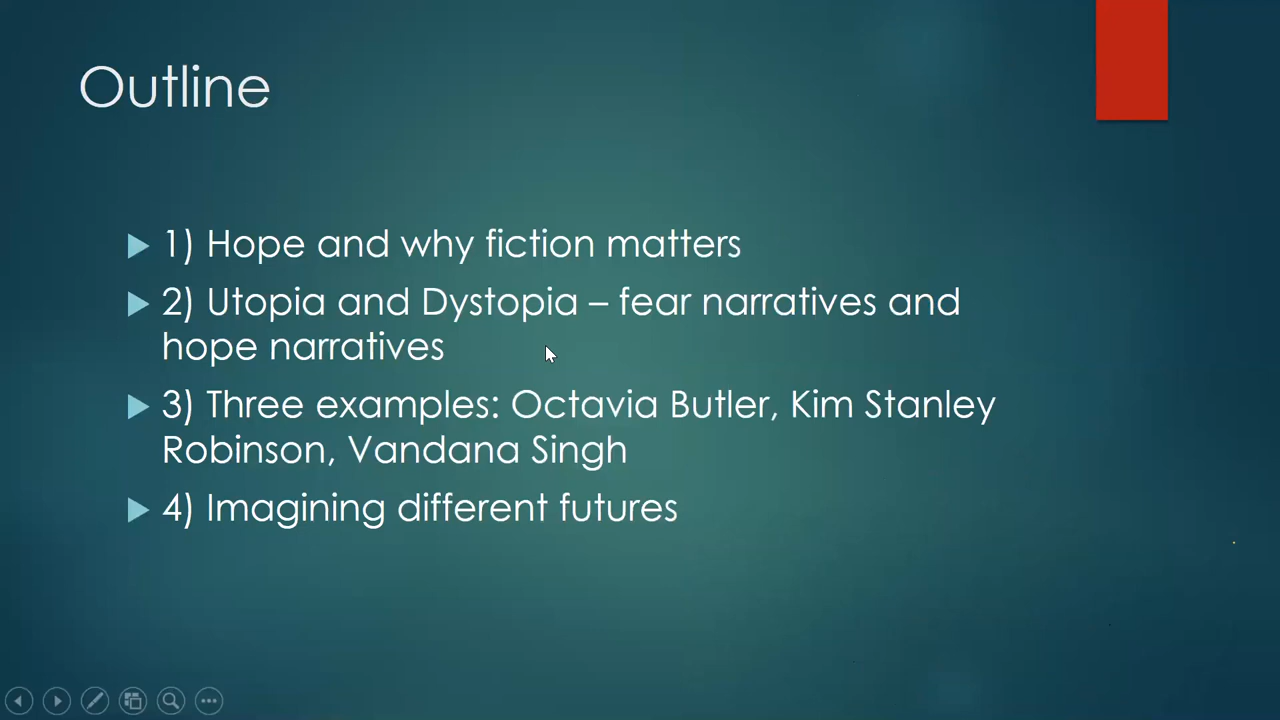 Outline
1) Hope and why fiction matters
2) Utopia and Dystopia – fear narratives and
hope narratives
3) Three examples: Octavia Butler, Kim Stanley
Robinson, Vandana Singh
4) Imagining different futures